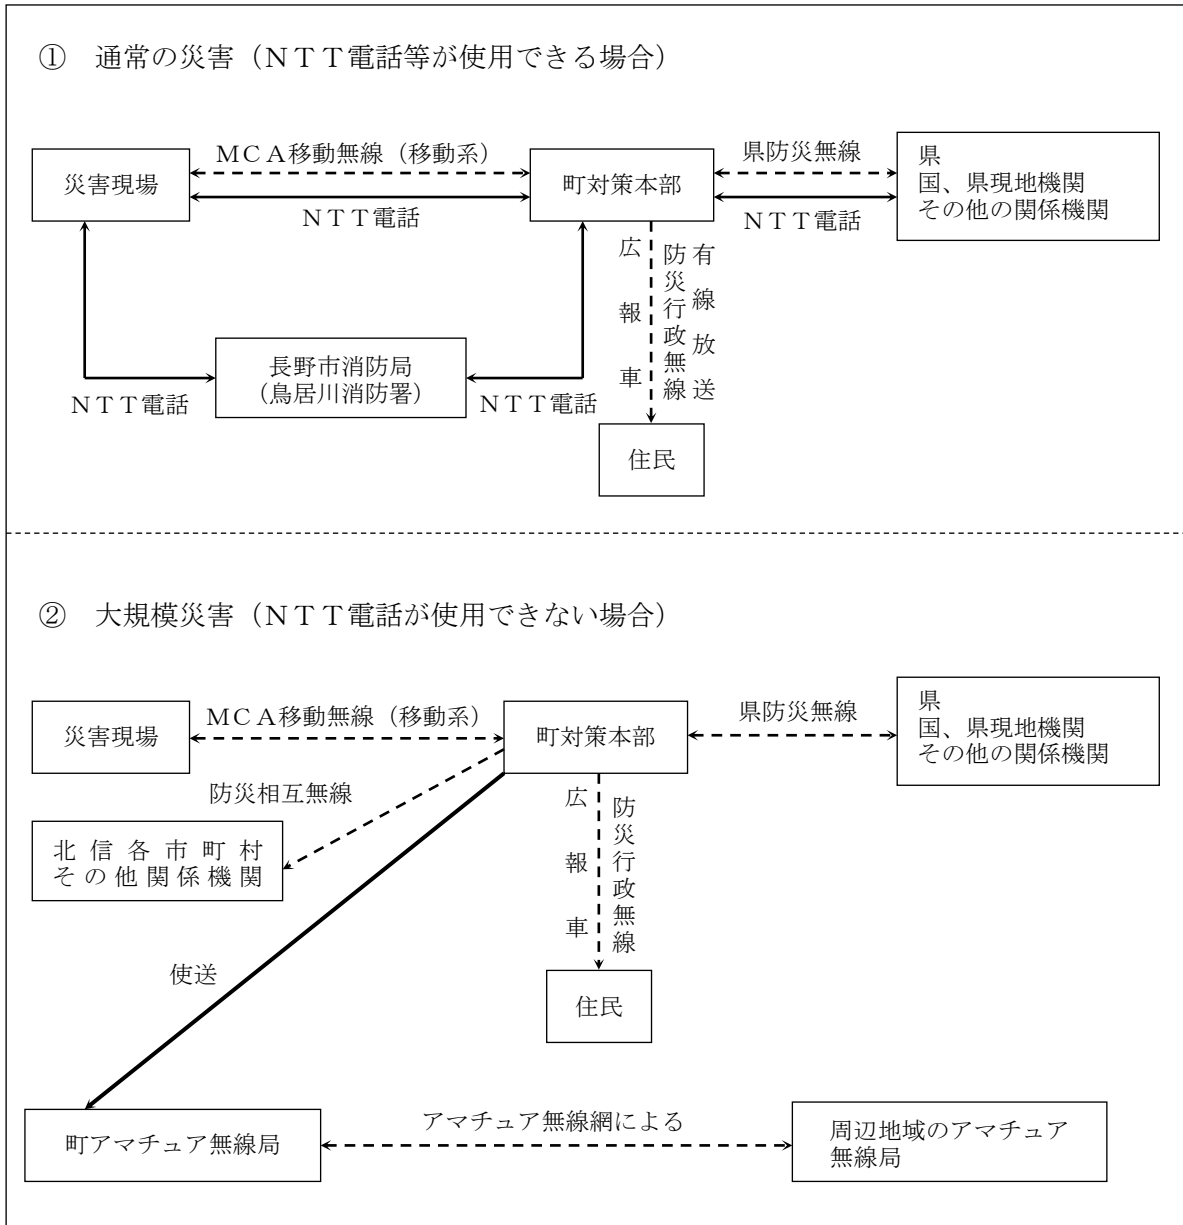 ① 通常の災害（ＮＴＴ電話等が使用できる場合）
災害現場
ＭＣＡ移動無線（移動系）
ＮＴＴ電話
町対策本部
県防災無線
ＮＴＴ電話
県
国、県現地機関
その他の関係機関
広報車
防災行政無線
有線放送
長野市消防局
（鳥居川消防署）
ＮＴＴ電話
ＮＴＴ電話
住民
② 大規模災害（ＮＴＴ電話が使用できない場合）
災害現場
ＭＣＡ移動無線（移動系）
町対策本部
県防災無線
県
国、県現地機関
その他の関係機関
防災相互無線
北信各市町村
その他関係機関
広報車
防災行政無線
使送
住民
町アマチュア無線局
アマチュア無線網による
周辺地域のアマチュア
無線局